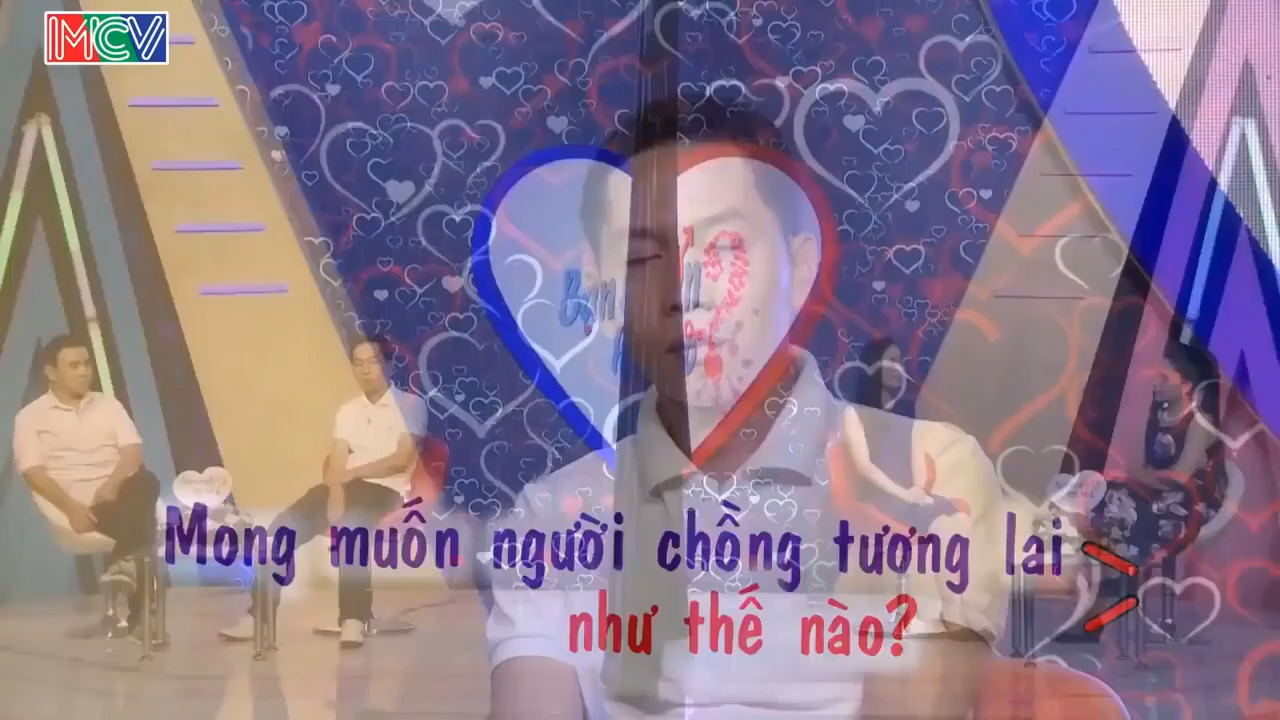 MCV
Mong muốn người chồng tương lai
như thế nào?